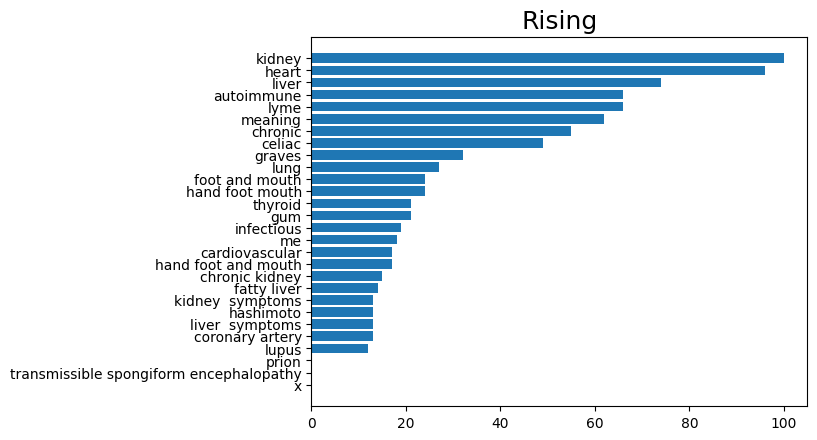 Rising
kidney
heart
liver
autoimmune
lyme
meaning
chronic
celiac
graves
lung
foot and mouth
hand foot mouth
thyroid
gum
infectious
me
cardiovascular
hand foot and mouth
chronic kidney
fatty liver
kidney  symptoms
hashimoto
liver  symptoms
coronary artery
lupus
prion
transmissible spongiform encephalopathy
x
0 20 40 60 80 100